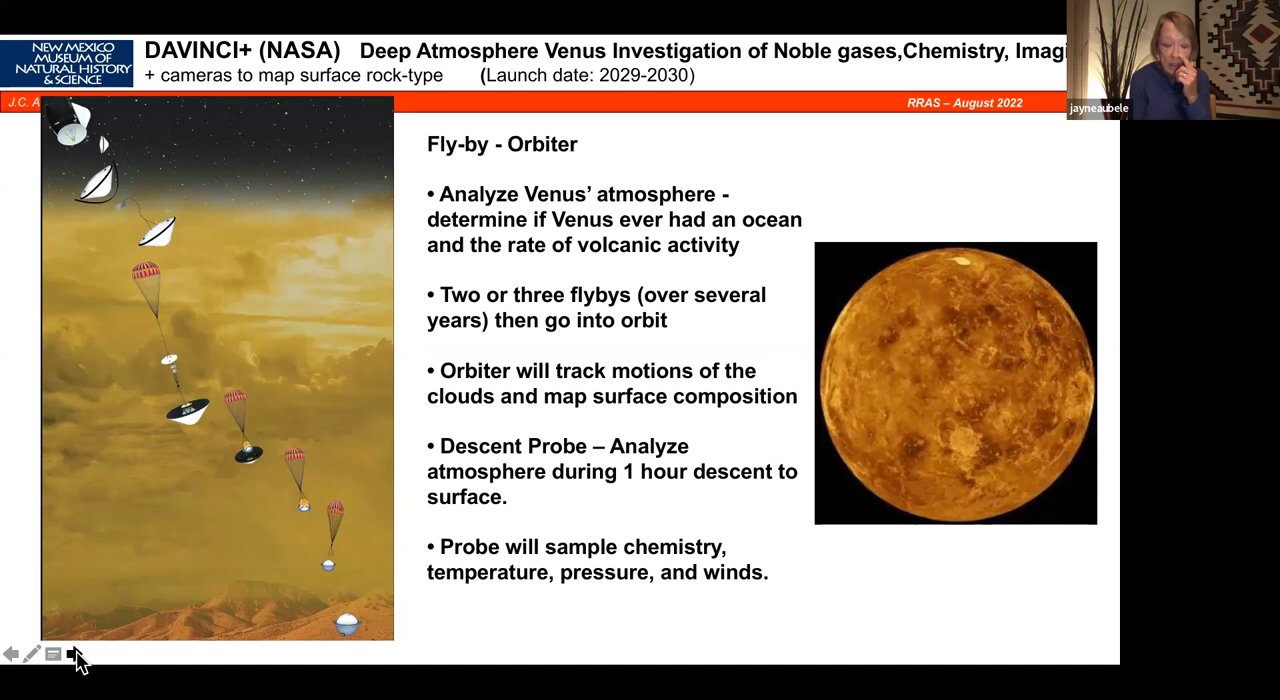 NEW MEXICO
MUSEUM OF
NATURAL HISTORY
& SCIENCE
DAVINCI+ (NASA) Deep Atmosphere Venus Investigation of Noble gases,Chemistry, Imagi
+ cameras to map surface rock-type (Launch date: 2029-2030)
J.C. A
RRAS – August 2022
jayneaubele
Fly-by - Orbiter
• Analyze Venus’ atmosphere -
determine if Venus ever had an ocean
and the rate of volcanic activity
• Two or three flybys (over several
years) then go into orbit
• Orbiter will track motions of the
clouds and map surface composition
• Descent Probe – Analyze
atmosphere during 1 hour descent to
surface.
• Probe will sample chemistry,
temperature, pressure, and winds.